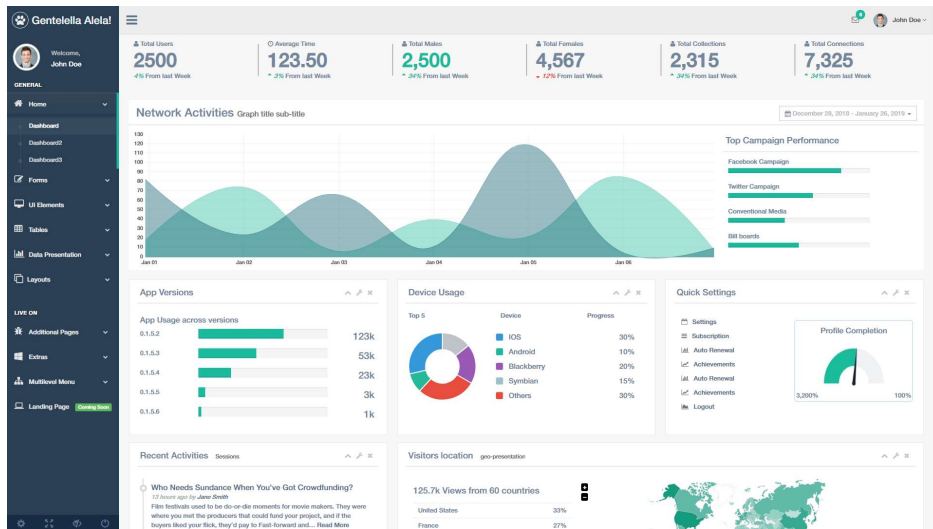 Gentelella Alela!
Welcome,
John Doe
GENERAL
Home
Dashboard
Dashboard2
Dashboard3
Forms
UI Elements
Tables
Data Presentation
Layouts
LIVE ON
Additional Pages
Extras
Multilevel Menu
Landing Page Coming Soon
6
John Doe
Total Users
2500
4% From last Week
Average Time
123.50
3% From last Week
Total Males
2,500
34% From last Week
Total Females
4,567
12% From last Week
Total Collections
2,315
34% From last Week
Total Connections
7,325
34% From last Week
Network Activities Graph title sub-title
December 28, 2018 - January 26, 2019
130
120
110
100
90
80
70
60
50
40
30
20
10
0
Jan 01 Jan 02 Jan 03 Jan 04 Jan 05 Jan 06
Top Campaign Performance
Facebook Campaign
Twitter Campaign
Conventional Media
Bill boards
App Versions
App Usage across versions
0.1.5.2 123k
0.1.5.3 53k
0.1.5.4 23k
0.1.5.5 3k
0.1.5.6 1k
Device Usage
Top 5 Device Progress
IOS 30%
Android 10%
Blackberry 20%
Symbian 15%
Others 30%
Quick Settings
Settings
Subscription
Auto Renewal
Achievements
Auto Renewal
Achievements
Logout
Profile Completion
3,200% 100%
Recent Activities Sessions
Who Needs Sundance When You've Got Crowdfunding?
13 hours ago by Jane Smith
Film festivals used to be do-or-die moments for movie makers. They were
where you met the producers that could fund your project, and if the
buyers liked your flick, they'd pay to Fast-forward and... Read More
Visitors location geo-presentation
125.7k Views from 60 countries
United States 33%
France 27%
+
-